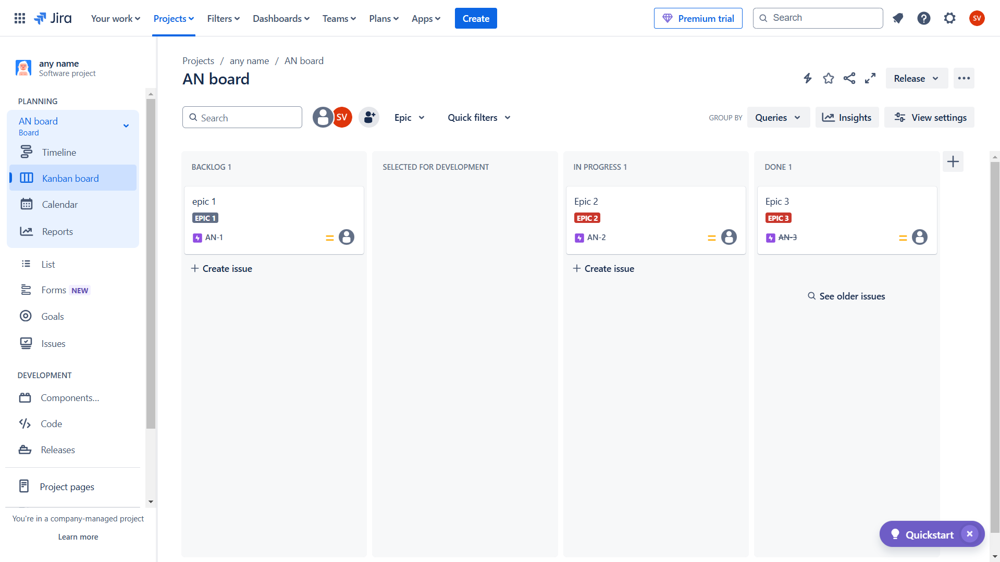 Jira
Your work
Projects
Filters
Dashboards
Teams
Plans
Apps
Create
Premium trial
Search
SV
any name
Software project
PLANNING
AN board
Board
Timeline
Kanban board
Calendar
Reports
List
Forms NEW
Goals
Issues
DEVELOPMENT
Components...
Code
Releases
Project pages
You're in a company-managed project
Learn more
Projects / any name / AN board
AN board
Release
Search
SV
Epic
Quick filters
GROUP BY
Queries
Insights
View settings
BACKLOG 1
epic 1
EPIC 1
AN-1
Create issue
SELECTED FOR DEVELOPMENT
IN PROGRESS 1
Epic 2
EPIC 2
AN-2
Create issue
DONE 1
Epic 3
EPIC 3
AN-3
See older issues
Quickstart